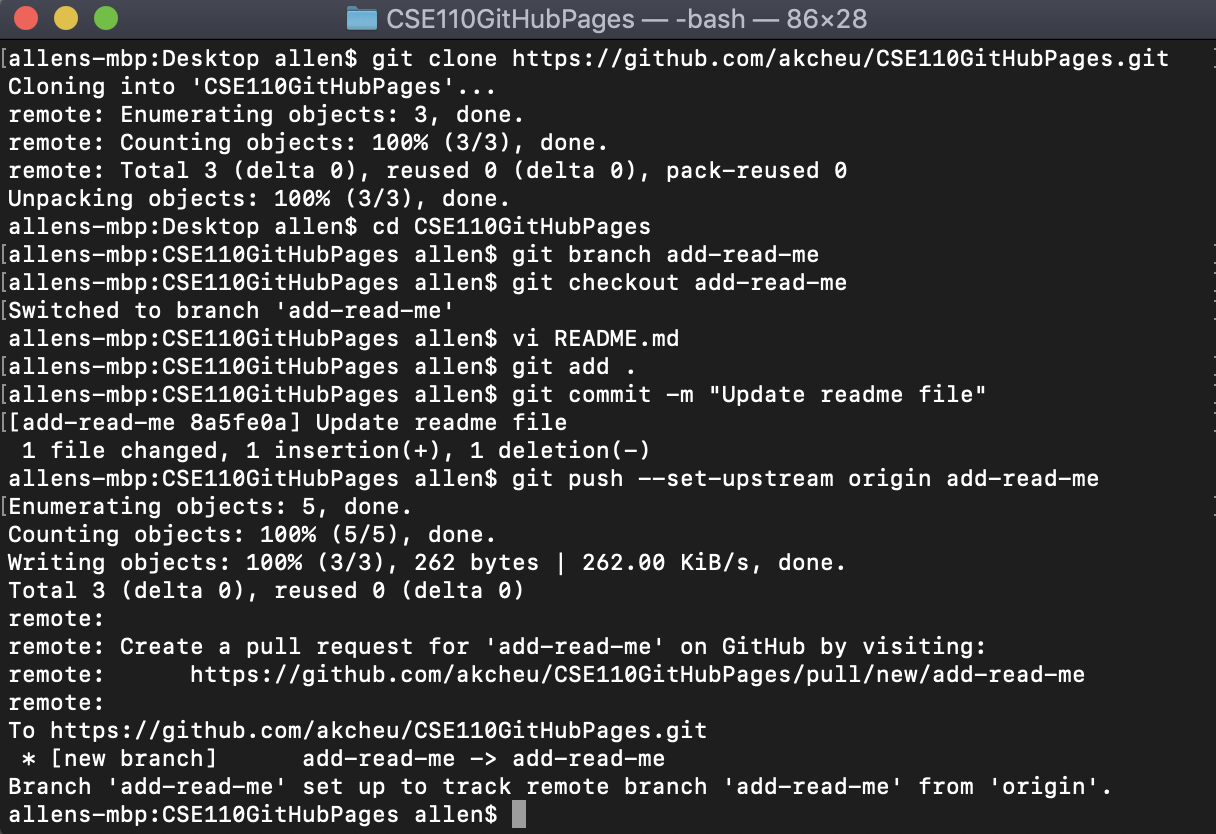 CSE110GitHubPages — -bash — 86×28
[allens-mbp:Desktop allen$ git clone https://github.com/akcheu/CSE110GitHubPages.git
Cloning into 'CSE110GitHubPages'...
remote: Enumerating objects: 3, done.
remote: Counting objects: 100% (3/3), done.
remote: Total 3 (delta 0), reused 0 (delta 0), pack-reused 0
Unpacking objects: 100% (3/3), done.
allens-mbp:Desktop allen$ cd CSE110GitHubPages
[allens-mbp:CSE110GitHubPages allen$ git branch add-read-me
[allens-mbp:CSE110GitHubPages allen$ git checkout add-read-me
[Switched to branch 'add-read-me'
allens-mbp:CSE110GitHubPages allen$ vi README.md
[allens-mbp:CSE110GitHubPages allen$ git add .
[allens-mbp:CSE110GitHubPages allen$ git commit -m "Update readme file"
[[add-read-me 8a5fe0a] Update readme file
 1 file changed, 1 insertion(+), 1 deletion(-)
allens-mbp:CSE110GitHubPages allen$ git push --set-upstream origin add-read-me
[Enumerating objects: 5, done.
Counting objects: 100% (5/5), done.
Writing objects: 100% (3/3), 262 bytes | 262.00 KiB/s, done.
Total 3 (delta 0), reused 0 (delta 0)
remote:
remote: Create a pull request for 'add-read-me' on GitHub by visiting:
remote:      https://github.com/akcheu/CSE110GitHubPages/pull/new/add-read-me
remote:
To https://github.com/akcheu/CSE110GitHubPages.git
 * [new branch]      add-read-me -> add-read-me
Branch 'add-read-me' set up to track remote branch 'add-read-me' from 'origin'.
allens-mbp:CSE110GitHubPages allen$